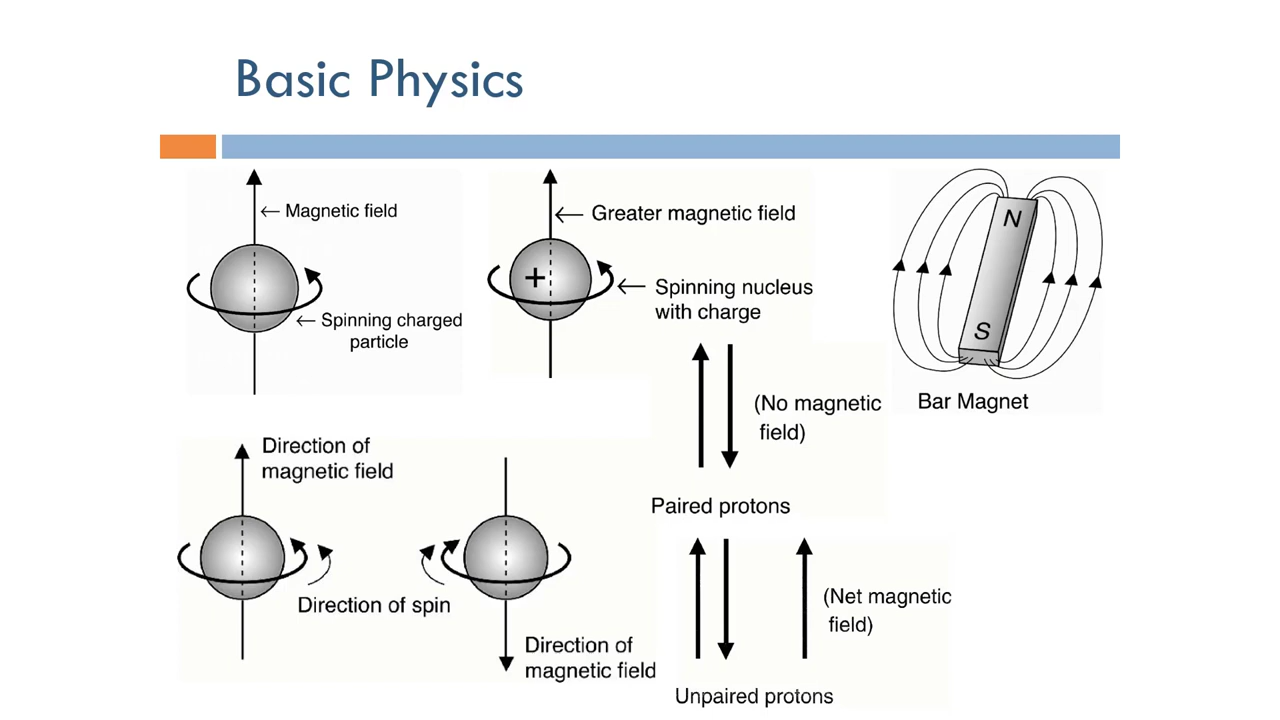 Basic Physics
← Magnetic field
← Spinning charged
particle
← Greater magnetic field
+
← Spinning nucleus
with charge
N
S
Bar Magnet
(No magnetic
field)
Paired protons
Direction of
magnetic field
Direction of spin
Direction of
magnetic field
(Net magnetic
field)
Unpaired protons